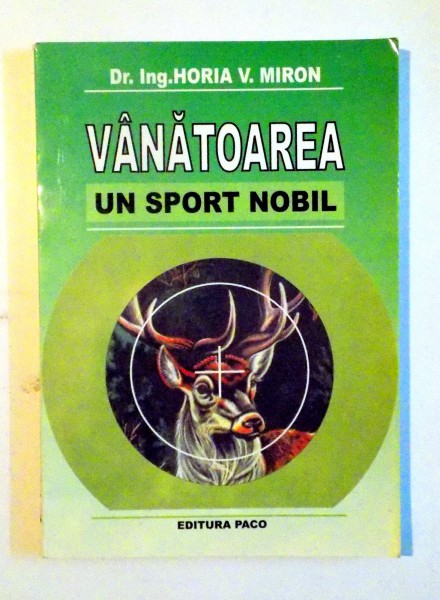 Dr. Ing.HORIA V. MIRON
VÂNĂTOAREA
UN SPORT NOBIL
EDITURA PACO